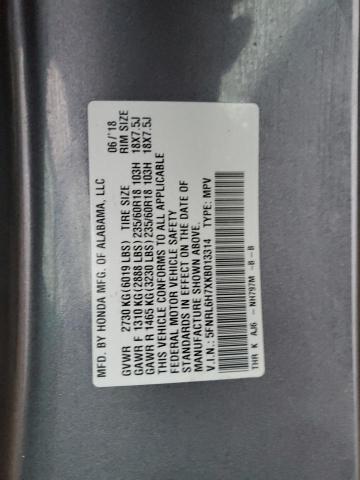 MFD. BY HONDA MFG. OF ALABAMA, LLC 06/'18
GVWR 2730 KG(6019 LBS) TIRE SIZE RIM SIZE
GAWR F 1310 KG(2888 LBS) 235/60R18 103H 18X7.5J
GAWR R 1465 KG(3230 LBS) 235/60R18 103H 18X7.5J
THIS VEHICLE CONFORMS TO ALL APPLICABLE
FEDERAL MOTOR VEHICLE SAFETY
STANDARDS IN EFFECT ON THE DATE OF
MANUFACTURE SHOWN ABOVE.
V.I.N.: 5FNRL6H7XKB013314 TYPE: MPV
THR K AJ6 - NH797M -B-B